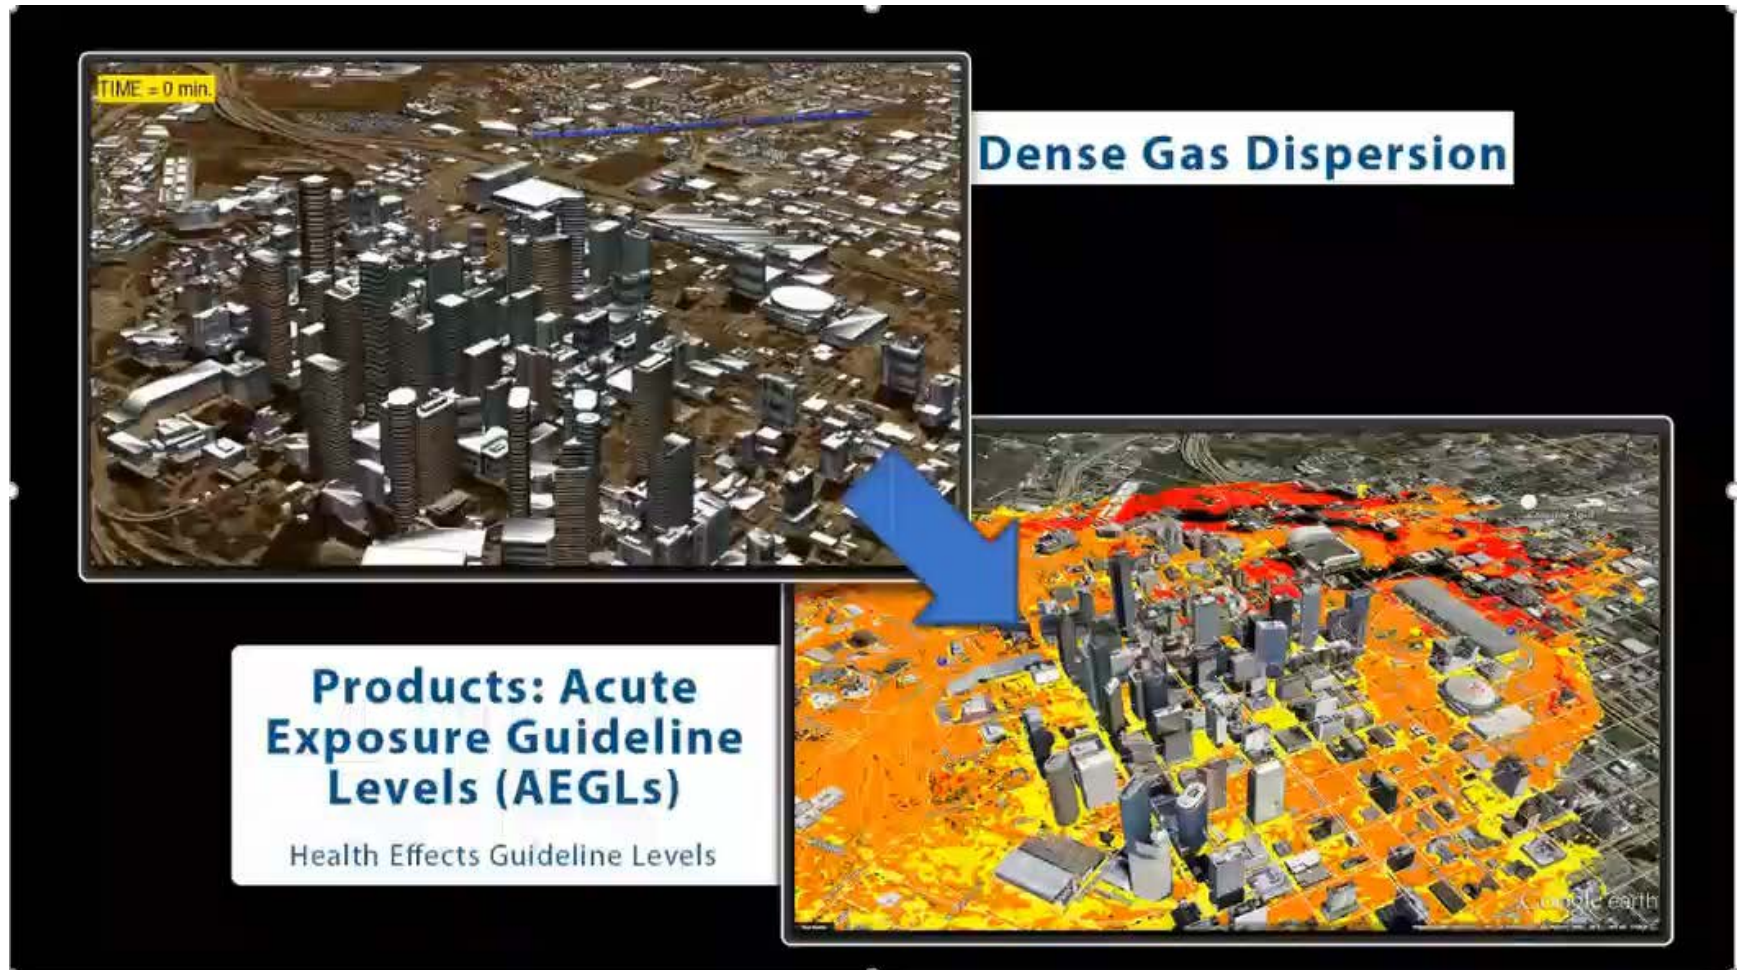 TIME = 0 min.
Dense Gas Dispersion
Products: Acute
Exposure Guideline
Levels (AEGLs)
Health Effects Guideline Levels
Google earth